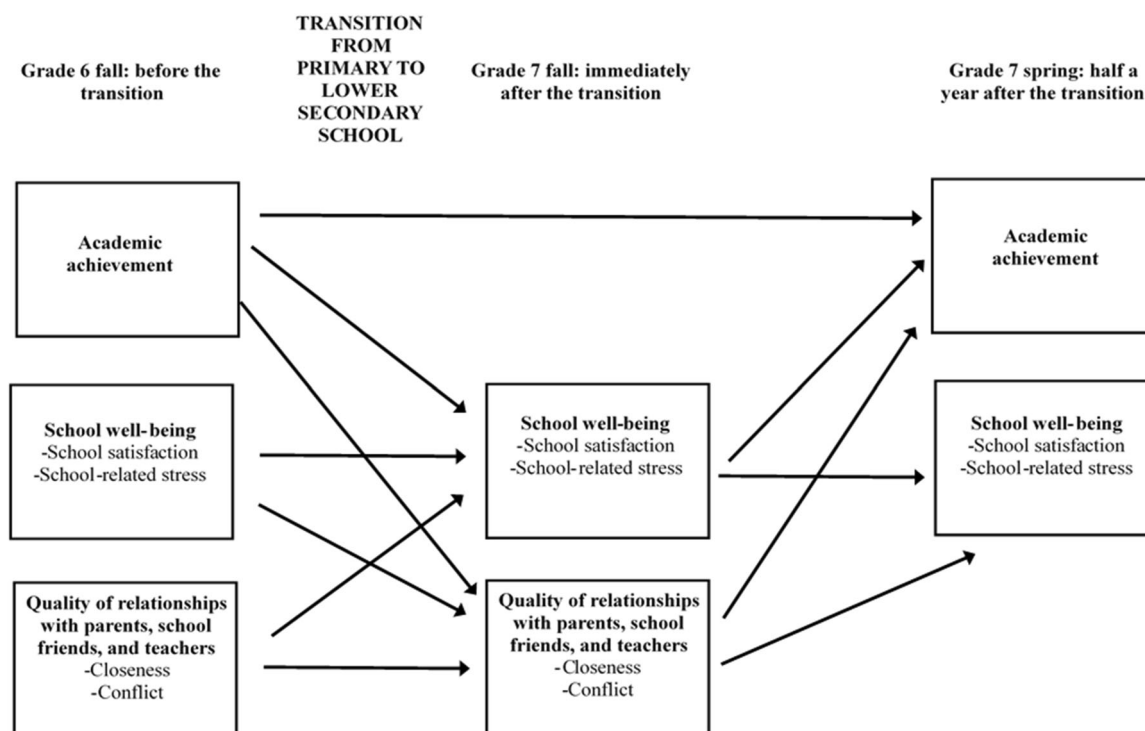 Grade 6 fall: before the
transition
TRANSITION
FROM
PRIMARY TO
LOWER
SECONDARY
SCHOOL
Grade 7 fall: immediately
after the transition
Grade 7 spring: half a
year after the transition
Academic
achievement
Academic
achievement
School well-being
-School satisfaction
-School-related stress
School well-being
-School satisfaction
-School-related stress
School well-being
-School satisfaction
-School-related stress
Quality of relationships
with parents, school
friends, and teachers
-Closeness
-Conflict
Quality of relationships
with parents, school
friends, and teachers
-Closeness
-Conflict